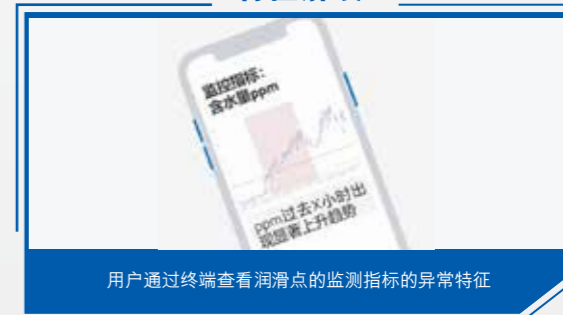 监控指标：
含水量ppm
ppm过去X小时出
现显著上升趋势
用户通过终端查看润滑点的监测指标的异常特征